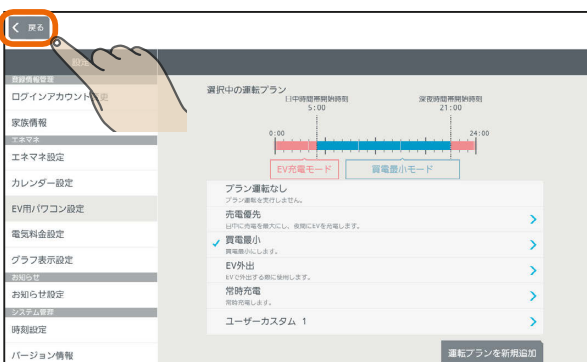 戻る
設定
登録情報管理
ログインアカウント変更
家族情報
エネマネ
エネマネ設定
カレンダー設定
EV用パワコン設定
電気料金設定
グラフ表示設定
お知らせ
お知らせ設定
システム管理
時刻設定
バージョン情報
選択中の運転プラン
日中時間帯開始時刻
5:00
深夜時間帯開始時刻
21:00
0:00
24:00
EV充電モード
買電最小モード
プラン運転なし
プラン運転を実行しません。
売電優先
日中に売電を最大にし、夜間にEVを充電します。
買電最小
買電最小にします。
EV外出
EVで外出する際に使用します。
常時充電
常時充電します。
ユーザーカスタム 1
運転プランを新規追加